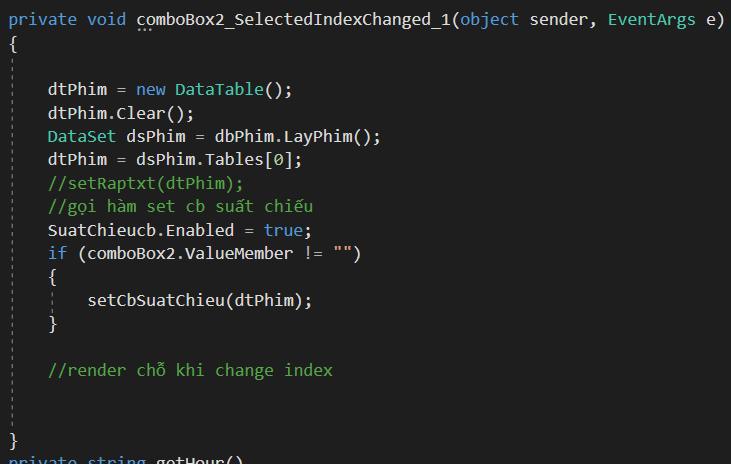 private void comboBox2_SelectedIndexChanged_1(object sender, EventArgs e)
{
dtPhim = new DataTable();
dtPhim.Clear();
DataSet dsPhim = dbPhim.LayPhim();
dtPhim = dsPhim.Tables[0];
//setRaptxt(dtPhim);
//gọi hàm set cb suất chiếu
SuatChieucb.Enabled = true;
if (comboBox2.ValueMember != "")
{
setCbSuatChieu(dtPhim);
}
//render chỗ khi change index
}
private string getHour()